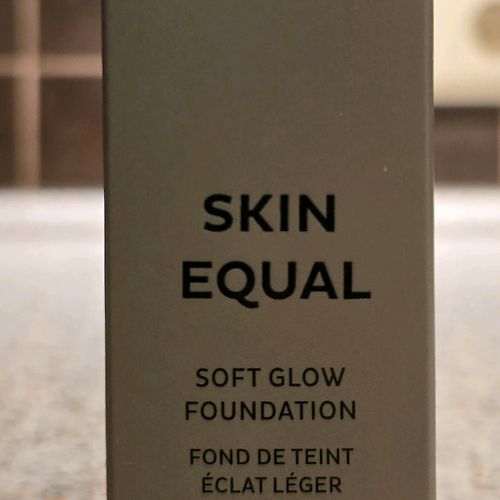 SKIN
EQUAL
SOFT GLOW
FOUNDATION
FOND DE TEINT
ÉCLAT LÉGER